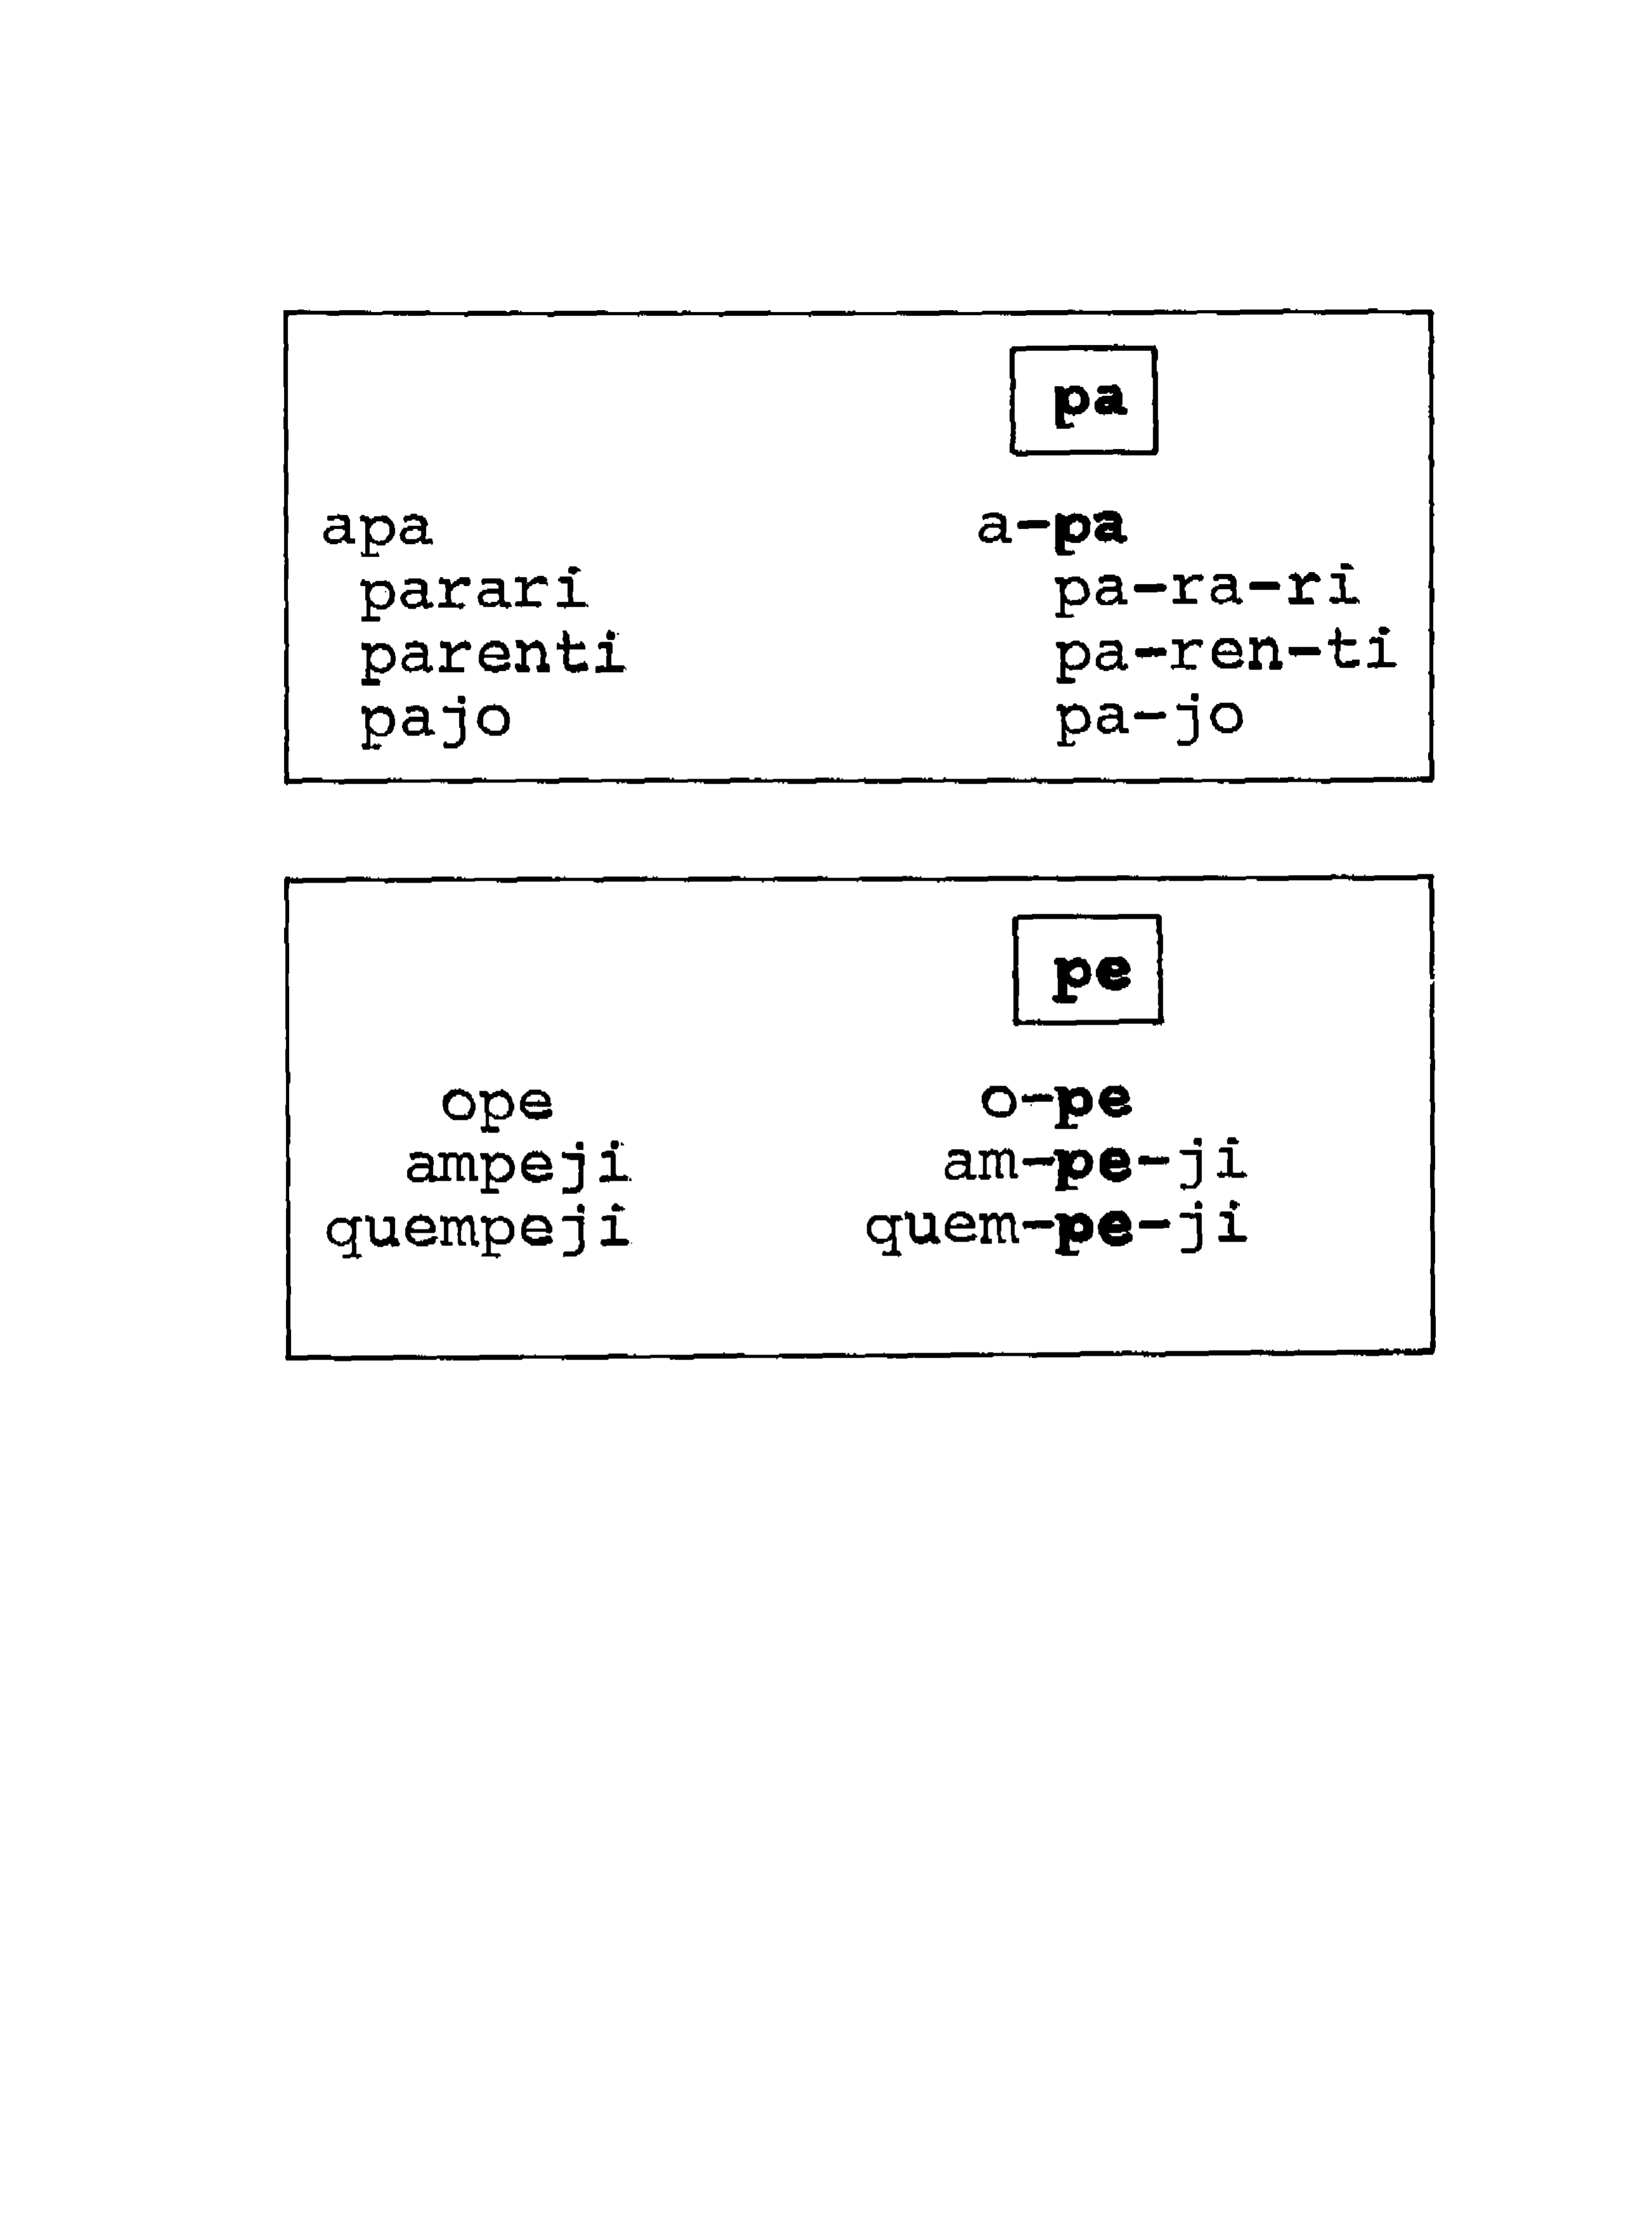 pa
apa a-pa
parari pa-ra-ri
parenti pa-ren-ti
pajo pa-jo
pe
ope o-pe
ampeji am-pe-ji
quempeji quem-pe-ji